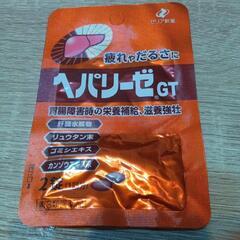 ゼリア新薬
疲れやだるさに
ヘパリーゼGT
胃腸障害時の栄養補給、滋養強壮
肝臓水解物
リュウタン末
ゴミシエキス
カンゾウエキス末
2錠